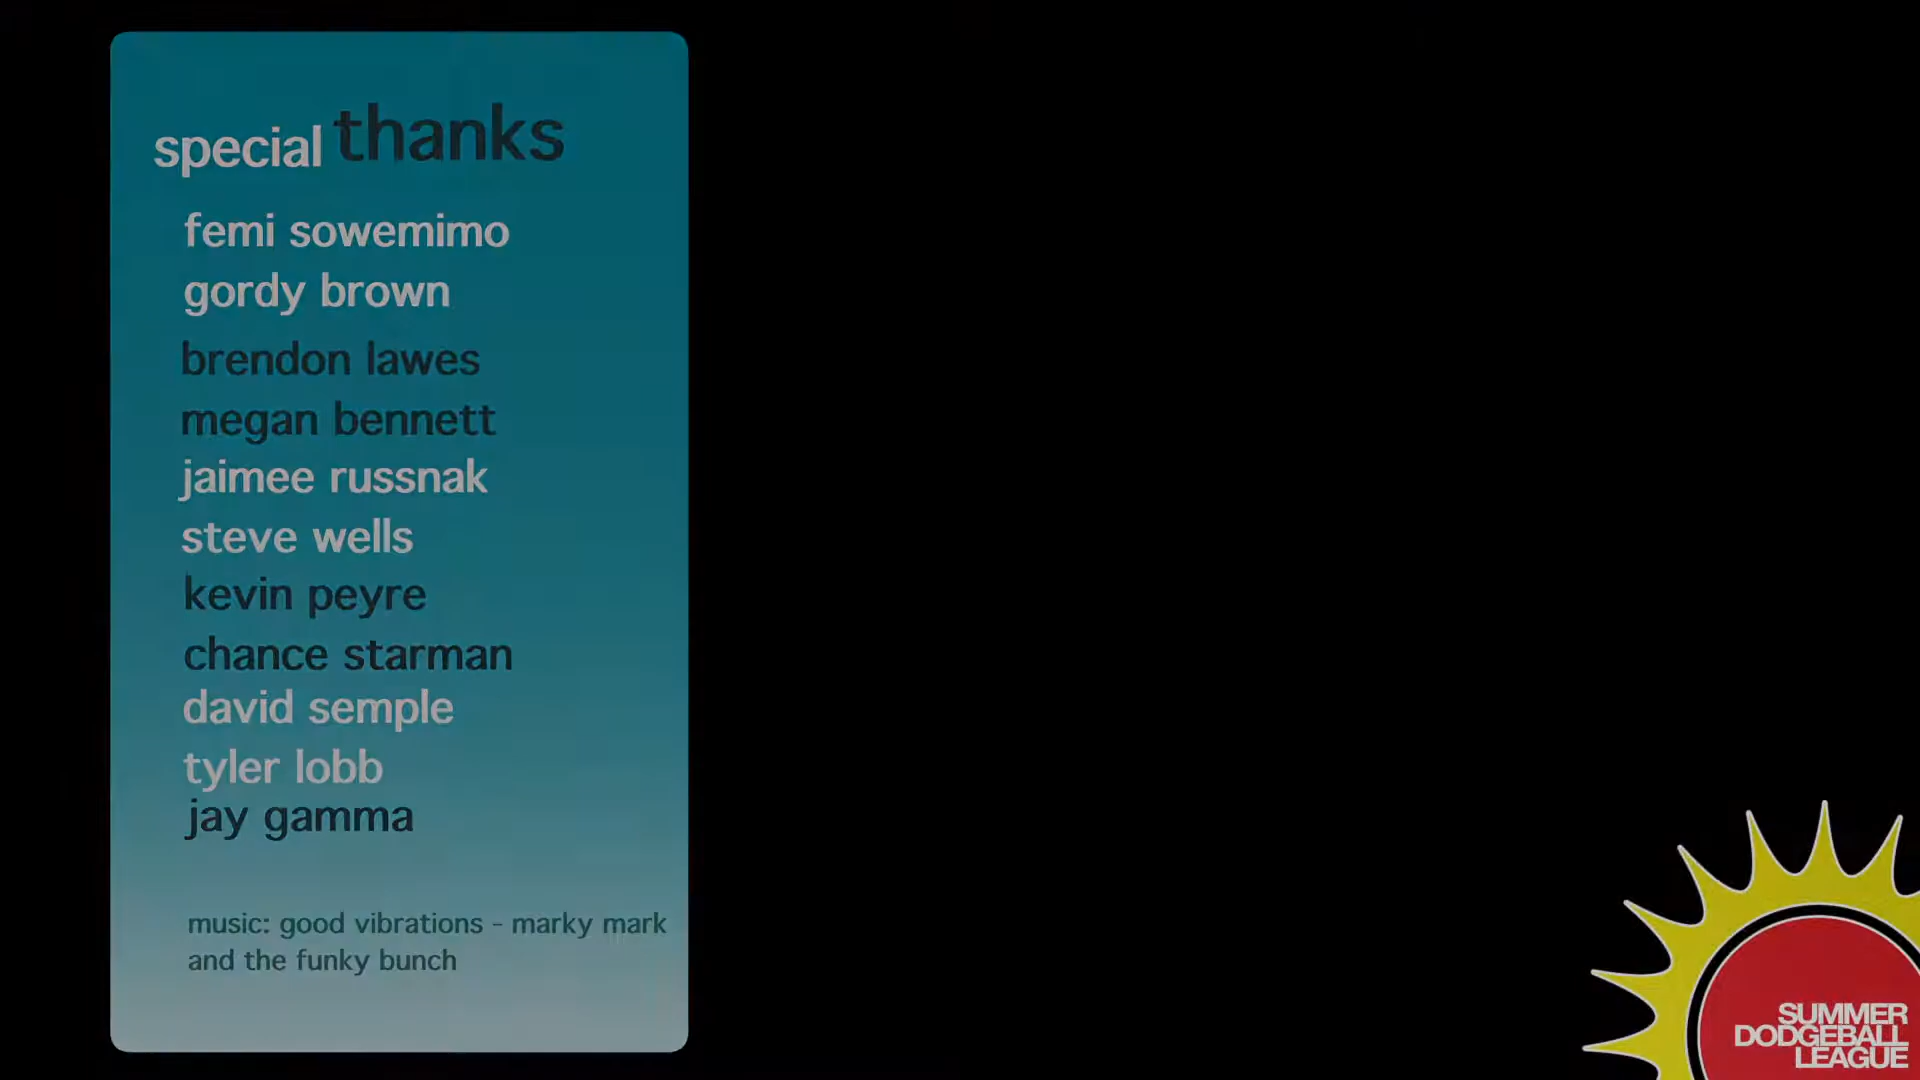 special thanks
femi sowemimo
gordy brown
brendon lawes
megan bennett
jaimee russnak
steve wells
kevin peyre
chance starman
david semple
tyler lobb
jay gamma
music: good vibrations - marky mark
and the funky bunch
SUMMER
DODGEBALL
LEAGUE